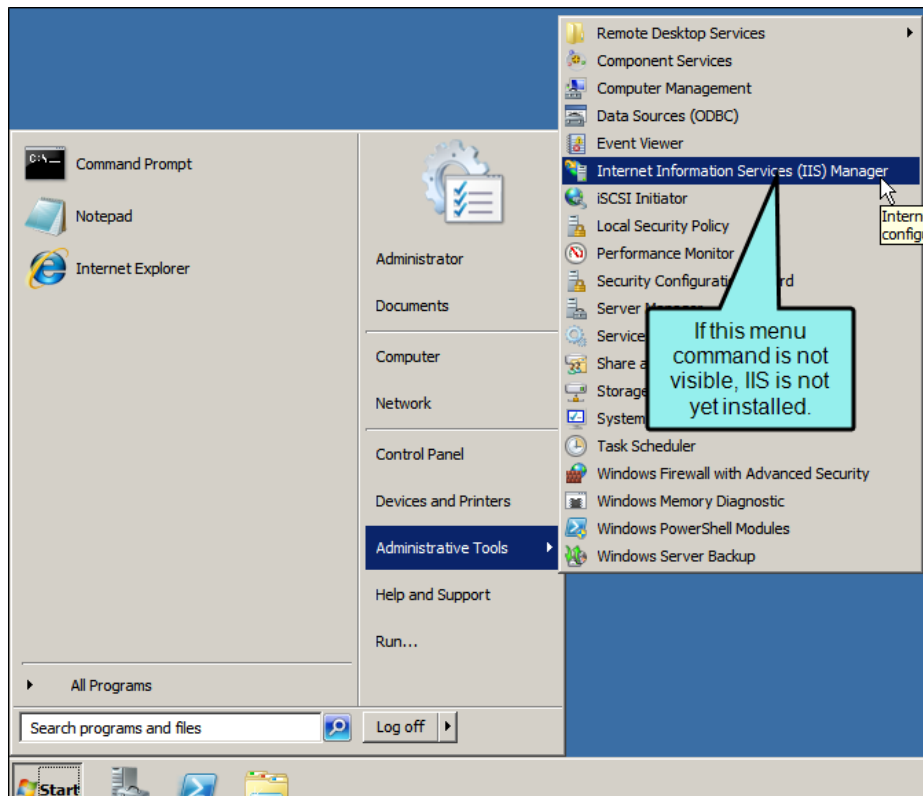 Remote Desktop Services
Component Services
Computer Management
Data Sources (ODBC)
Event Viewer
Internet Information Services (IIS) Manager
iSCSI Initiator
Local Security Policy
Performance Monitor
Security Configurati rd
Server
Service
Share a
Storage
System
Task Scheduler
Windows Firewall with Advanced Security
Windows Memory Diagnostic
Windows PowerShell Modules
Windows Server Backup
Intern
config
If this menu
command is not
visible, IIS is not
yet installed.
Command Prompt
Notepad
Internet Explorer
Administrator
Documents
Computer
Network
Control Panel
Devices and Printers
Administrative Tools
Help and Support
Run...
All Programs
Search programs and files
Log off
Start